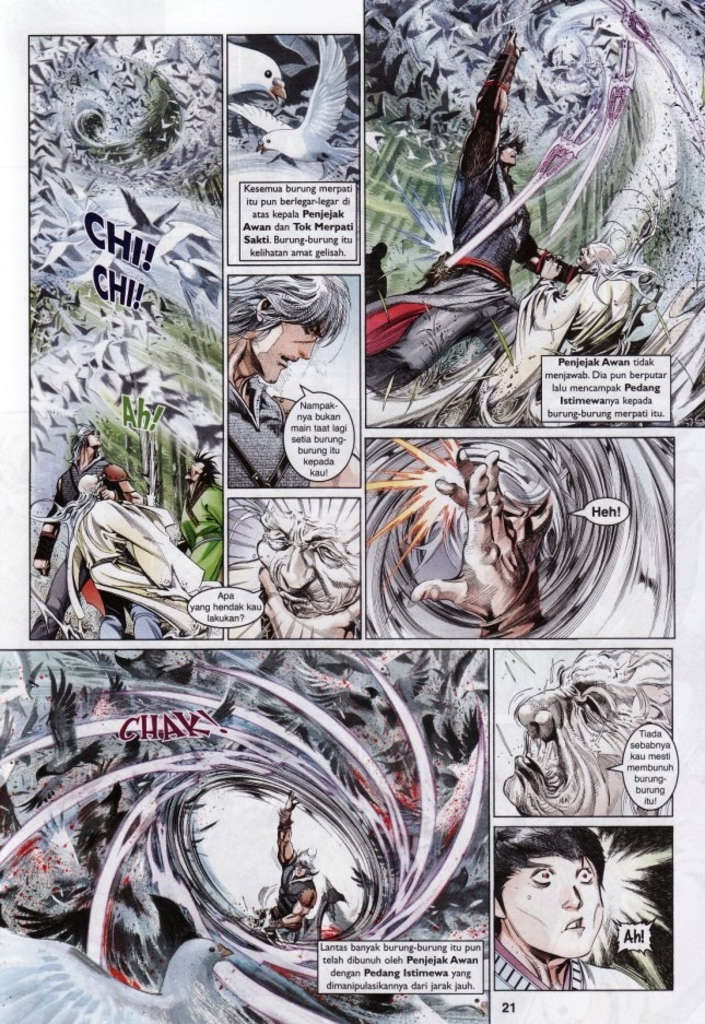 CHI!
CHI!
Ah!
Kesemua burung merpati
itu pun berlegar-legar di
atas kepala Penjejak
Awan dan Tok Merpati
Sakti. Burung-burung itu
kelihatan amat gelisah.
Nampak-
nya bukan
main taat lagi
setia burung-
burung itu
kepada
kau!
Apa
yang hendak kau
lakukan?
Penjejak Awan tidak
menjawab. Dia pun berputar
lalu mencampak Pedang
Istimewanya kepada
burung-burung merpati itu.
Heh!
CHAK!
Lantas banyak burung-burung itu pun
telah dibunuh oleh Penjejak Awan
dengan Pedang Istimewa yang
dimanipulasikannya dari jarak jauh.
Tiada
sebabnya
kau mesti
membunuh
burung-
burung
itu!
Ah!
21